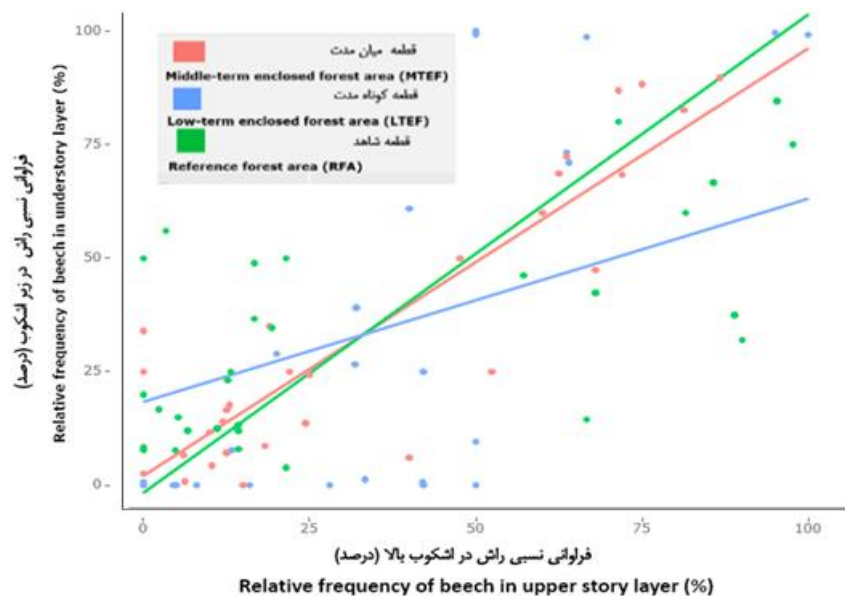 100
75
50
25
0
0
25
50
75
100
قطعه میان مدت
Middle-term enclosed forest area (MTEF)
قطعه کوتاه مدت
Low-term enclosed forest area (LTEF)
قطعه شاهد
Reference forest area (RFA)
فراوانی نسبی راش در زیر اشکوب (درصد)
Relative frequency of beech in understory layer (%)
فراوانی نسبی راش در اشکوب بالا (درصد)
Relative frequency of beech in upper story layer (%)